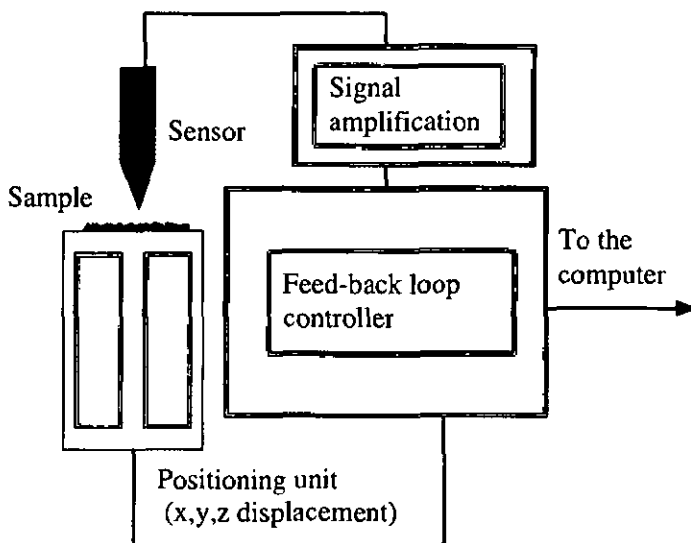 Signal
amplification
Sensor
Sample
To the
computer
Feed-back loop
controller
Positioning unit
(x,y,z displacement)